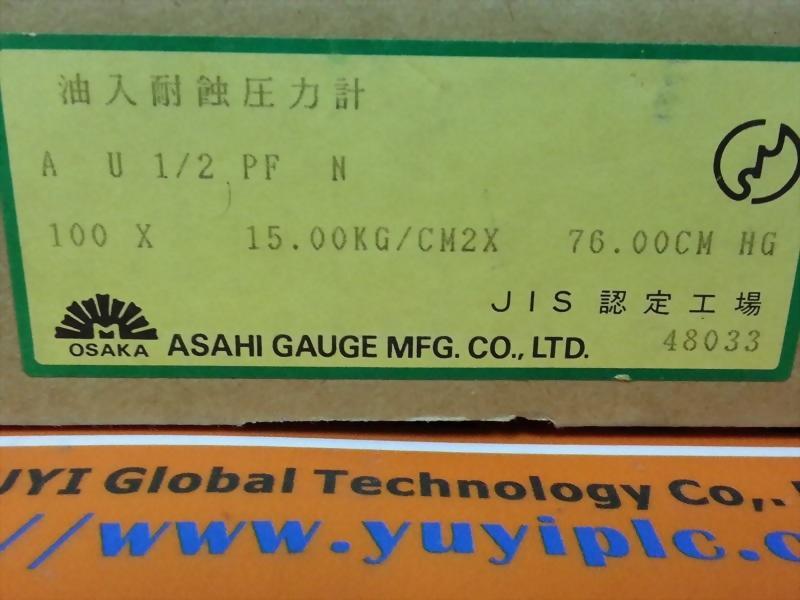 油入耐蝕圧力計
A U 1/2 PF N
100 X 15.00KG/CM2X 76.00CM HG
JIS 認定工場
OSAKA ASAHI GAUGE MFG. CO., LTD. 48033
UYI Global Technology Co,.
//www.yuyiplc.c